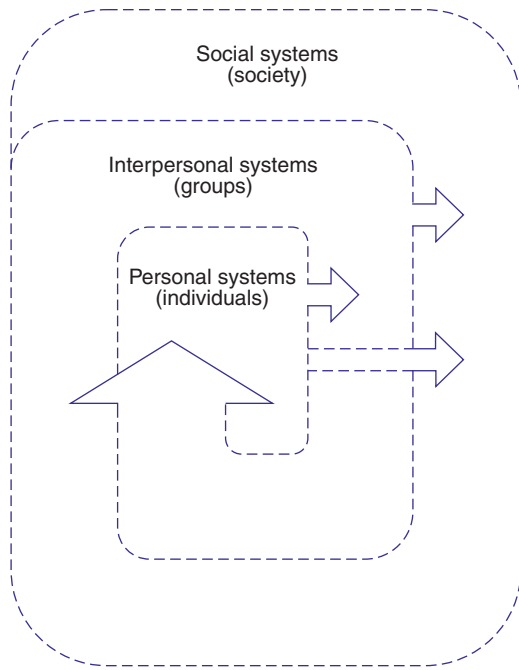 Social systems
(society)
Interpersonal systems
(groups)
Personal systems
(individuals)